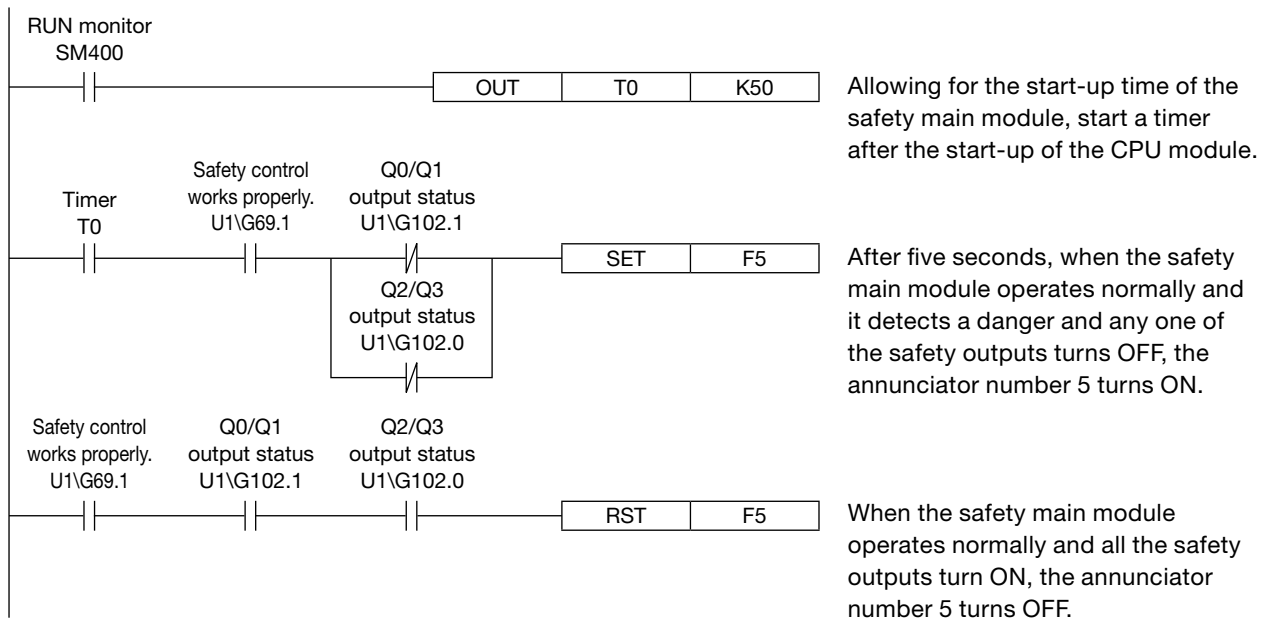 RUN monitor
SM400
OUT T0 K50
Allowing for the start-up time of the
safety main module, start a timer
after the start-up of the CPU module.
Timer
T0
Safety control
works properly.
U1\G69.1
Q0/Q1
output status
U1\G102.1
SET F5
Q2/Q3
output status
U1\G102.0
After five seconds, when the safety
main module operates normally and
it detects a danger and any one of
the safety outputs turns OFF, the
annunciator number 5 turns ON.
Safety control
works properly.
U1\G69.1
Q0/Q1
output status
U1\G102.1
Q2/Q3
output status
U1\G102.0
RST F5
When the safety main module
operates normally and all the safety
outputs turn ON, the annunciator
number 5 turns OFF.